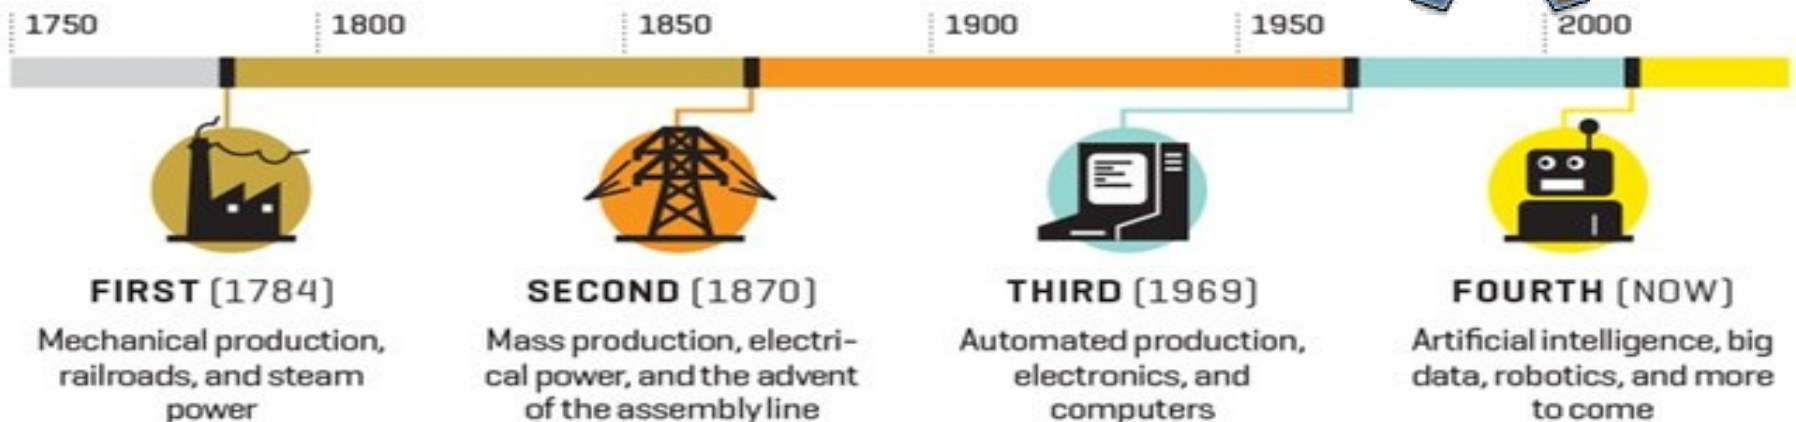 1750
1800
1850
1900
1950
2000
FIRST (1784)
Mechanical production,
railroads, and steam
power
SECOND (1870)
Mass production, electri-
cal power, and the advent
of the assembly line
THIRD (1969)
Automated production,
electronics, and
computers
FOURTH (NOW)
Artificial intelligence, big
data, robotics, and more
to come